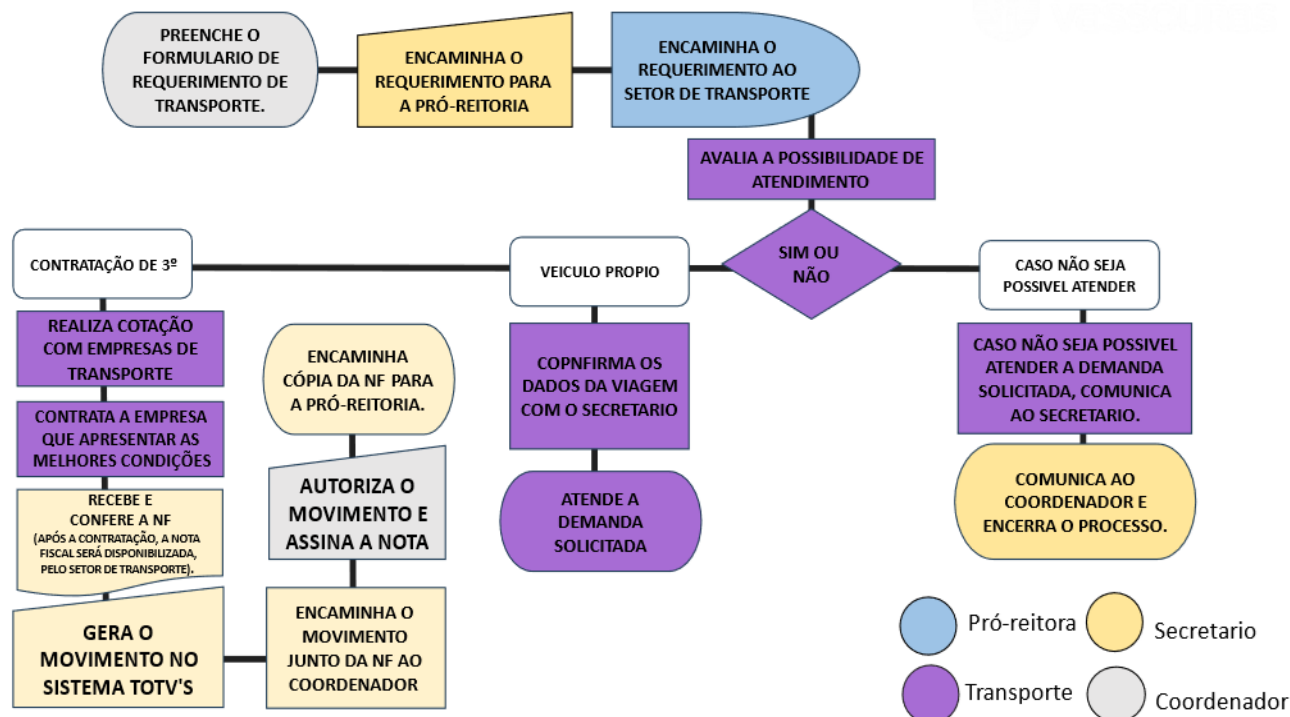 PREENCHE O
FORMULARIO DE
REQUERIMENTO DE
TRANSPORTE.
ENCAMINHA O
REQUERIMENTO PARA
A PRÓ-REITORIA
ENCAMINHA O
REQUERIMENTO AO
SETOR DE TRANSPORTE
AVALIA A POSSIBILIDADE DE
ATENDIMENTO
SIM OU
NÃO
CONTRATAÇÃO DE 3º
VEICULO PROPIO
CASO NÃO SEJA
POSSIVEL ATENDER
REALIZA COTAÇÃO
COM EMPRESAS DE
TRANSPORTE
CONTRATA A EMPRESA
QUE APRESENTAR AS
MELHORES CONDIÇÕES
RECEBE E
CONFERE A NF
(APÓS A CONTRATAÇÃO, A NOTA
FISCAL SERÁ DISPONIBILIZADA,
PELO SETOR DE TRANSPORTE).
GERA O
MOVIMENTO NO
SISTEMA TOTV'S
ENCAMINHA O
MOVIMENTO
JUNTO DA NF AO
COORDENADOR
AUTORIZA O
MOVIMENTO E
ASSINA A NOTA
ENCAMINHA
CÓPIA DA NF PARA
A PRÓ-REITORIA.
COPNFIRMA OS
DADOS DA VIAGEM
COM O SECRETARIO
ATENDE A
DEMANDA
SOLICITADA
CASO NÃO SEJA POSSIVEL
ATENDER A DEMANDA
SOLICITADA, COMUNICA
AO SECRETARIO.
COMUNICA AO
COORDENADOR E
ENCERRA O PROCESSO.
Pró-reitora
Secretario
Transporte
Coordenador